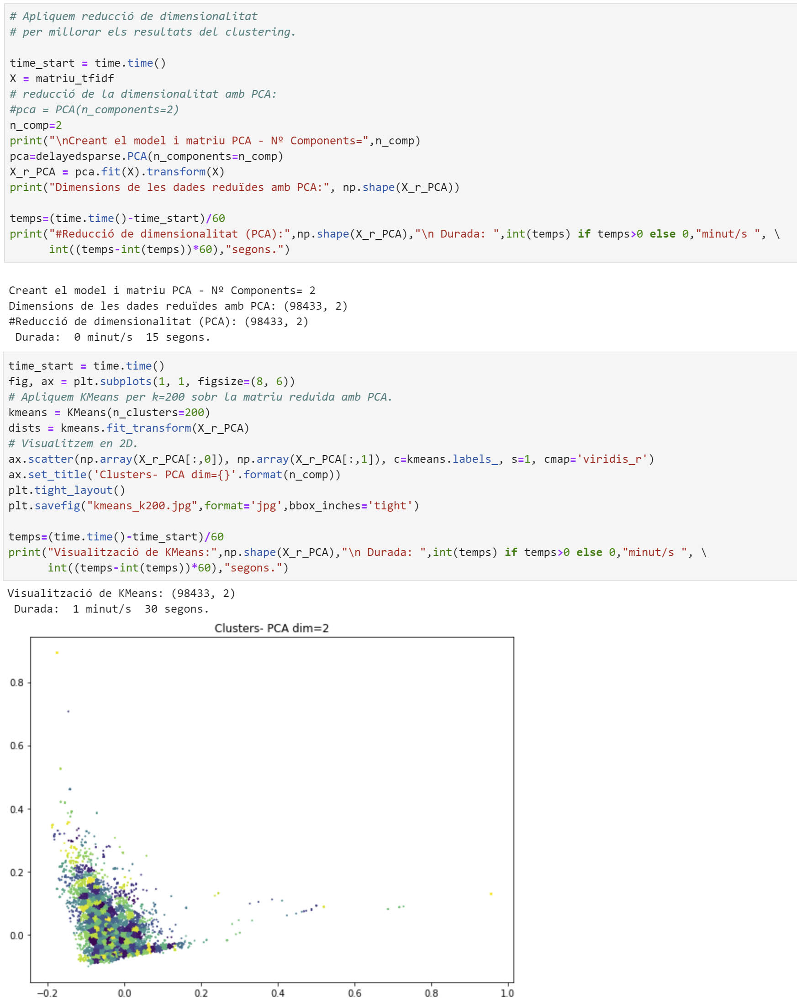 # Apliquem reducció de dimensionalitat
# per millorar els resultats del clustering.
time_start = time.time()
X = matriu_tfidf
# reducció de la dimensionalitat amb PCA:
#pca = PCA(n_components=2)
n_comp=2
print("\nCreant el model i matriu PCA - Nº Components=",n_comp)
pca=delayedsparse.PCA(n_components=n_comp)
X_r_PCA = pca.fit(X).transform(X)
print("Dimensions de les dades reduïdes amb PCA:", np.shape(X_r_PCA))
temps=(time.time()-time_start)/60
print("#Reducció de dimensionalitat (PCA):",np.shape(X_r_PCA),"\n Durada: ",int(temps) if temps>0 else 0,"minut/s ", \
int((temps-int(temps))*60),"segons.")
Creant el model i matriu PCA - Nº Components= 2
Dimensions de les dades reduïdes amb PCA: (98433, 2)
#Reducció de dimensionalitat (PCA): (98433, 2)
Durada:  0 minut/s  15 segons.
time_start = time.time()
fig, ax = plt.subplots(1, 1, figsize=(8, 6))
# Apliquem KMeans per k=200 sobr la matriu reduida amb PCA.
kmeans = KMeans(n_clusters=200)
dists = kmeans.fit_transform(X_r_PCA)
# Visualitzem en 2D.
ax.scatter(np.array(X_r_PCA[:,0]), np.array(X_r_PCA[:,1]), c=kmeans.labels_, s=1, cmap='viridis_r')
ax.set_title('Clusters- PCA dim={}'.format(n_comp))
plt.tight_layout()
plt.savefig("kmeans_k200.jpg",format='jpg',bbox_inches='tight')
temps=(time.time()-time_start)/60
print("Visualització de KMeans:",np.shape(X_r_PCA),"\n Durada: ",int(temps) if temps>0 else 0,"minut/s ", \
int((temps-int(temps))*60),"segons.")
Visualització de KMeans: (98433, 2)
Durada:  1 minut/s  30 segons.
Clusters- PCA dim=2
0.8
0.6
0.4
0.2
0.0
−0.2 0.0 0.2 0.4 0.6 0.8 1.0